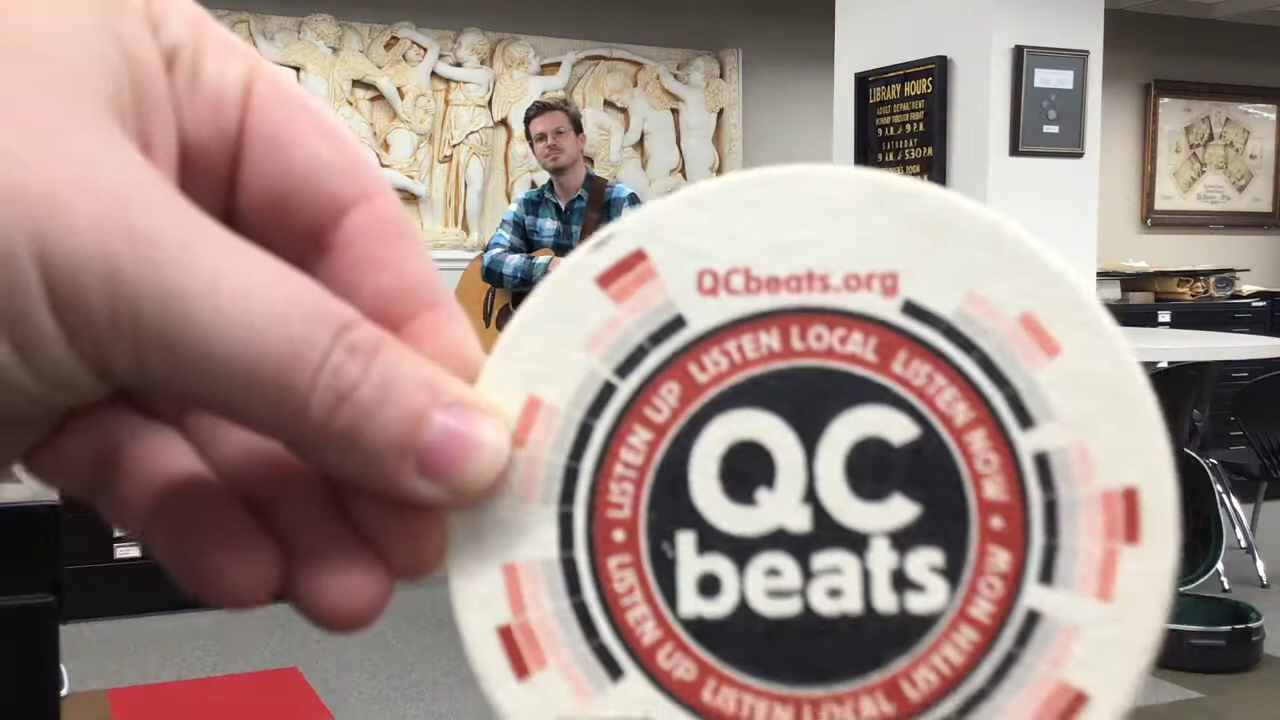 LIBRARY HOURS
ADULT DEPARTMENT
MONDAY THROUGH FRIDAY
9 A.M. to 9 P.M.
SATURDAY
9 A.M. to 5:30 P.M.
ROOM
QCbeats.org
LISTEN UP LISTEN LOCAL LISTEN NOW
QC
beats
LISTEN UP LISTEN LOCAL LISTEN NOW